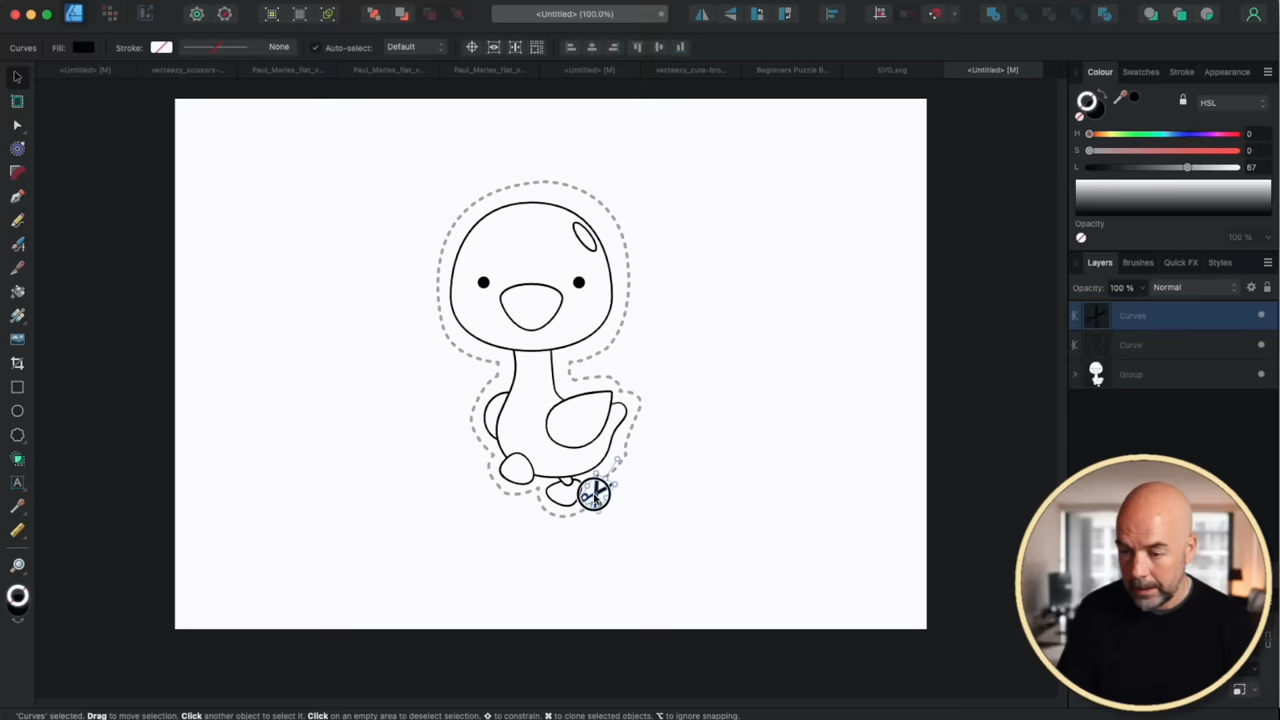 <Untitled> (100.0%)
Curves Fill: Stroke: None Auto-select: Default
<Untitled> [M] Paul_Marles_flat_v... Paul_Marles_flat_v... Paul_Marles_flat_v... <Untitled> [M] Beginners Puzzle B... SVG.svg <Untitled> [M]
Colour Swatches Stroke Appearance
HSL
H 0
S 0
L 67
Opacity
100 %
Layers Brushes Quick FX Styles
Opacity: 100 % Normal
Curves
Curve
Group
A
'Curves' selected. Drag to move selection. Click another object to select it. Click on an empty area to deselect selection. ⇧ to constrain. ⌘ to clone selected objects. ⌥ to ignore snapping.